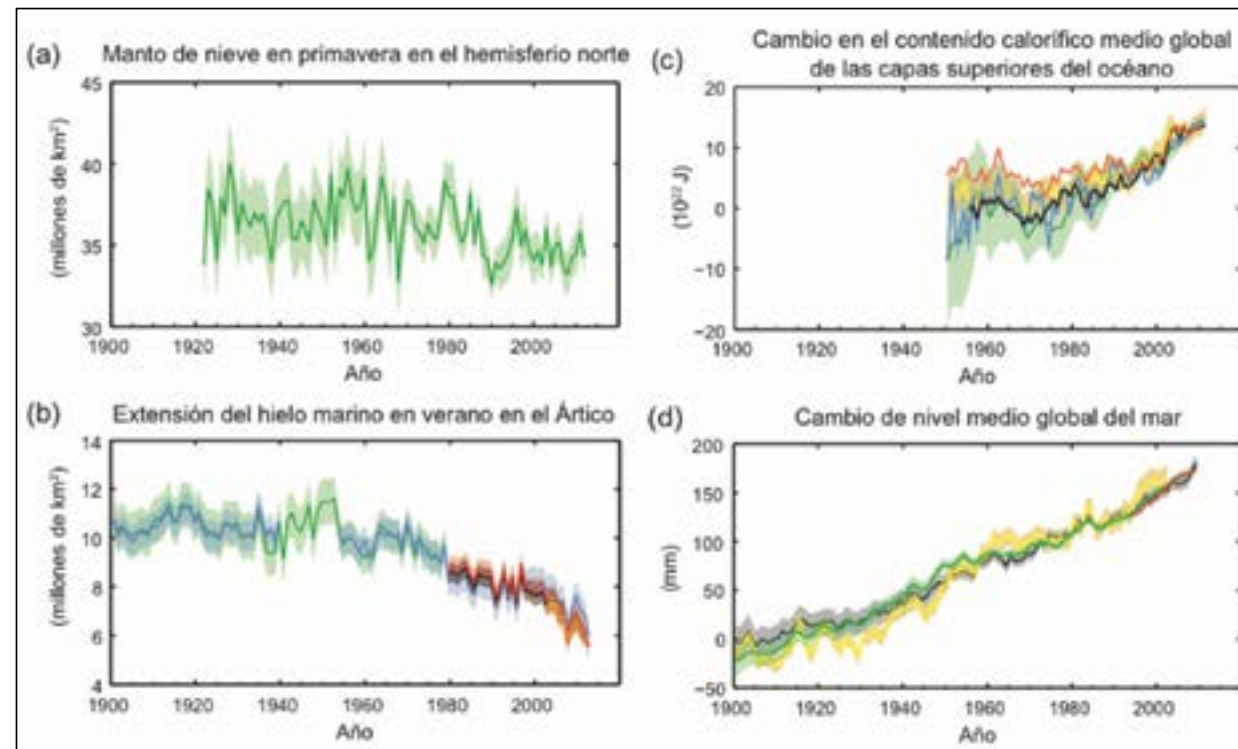 (a) Manto de nieve en primavera en el hemisferio norte
(millones de km²)
45
40
35
30
1900 1920 1940 1960 1980 2000
Año
(b) Extensión del hielo marino en verano en el Ártico
(millones de km²)
14
12
10
8
6
4
1900 1920 1940 1960 1980 2000
Año
(c) Cambio en el contenido calorífico medio global
de las capas superiores del océano
(10²² J)
20
10
0
−10
−20
1900 1920 1940 1960 1980 2000
Año
(d) Cambio de nivel medio global del mar
(mm)
200
150
100
50
0
−50
1900 1920 1940 1960 1980 2000
Año